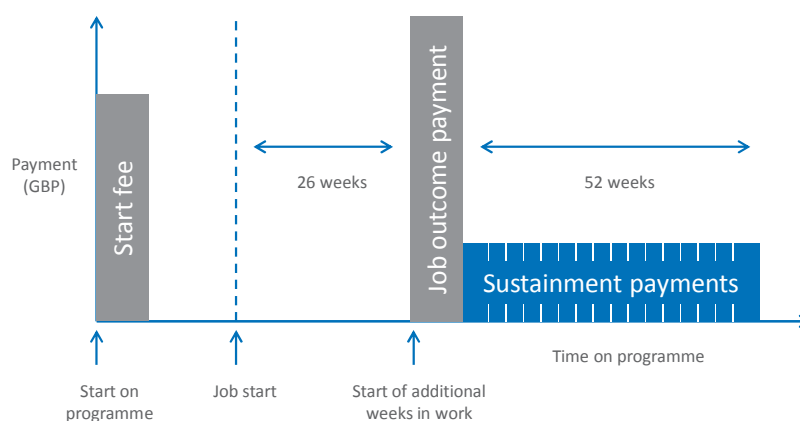 Payment
(GBP)
Start fee
26 weeks
Job outcome payment
52 weeks
Sustainment payments
Time on programme
Start on
programme
Job start
Start of additional
weeks in work